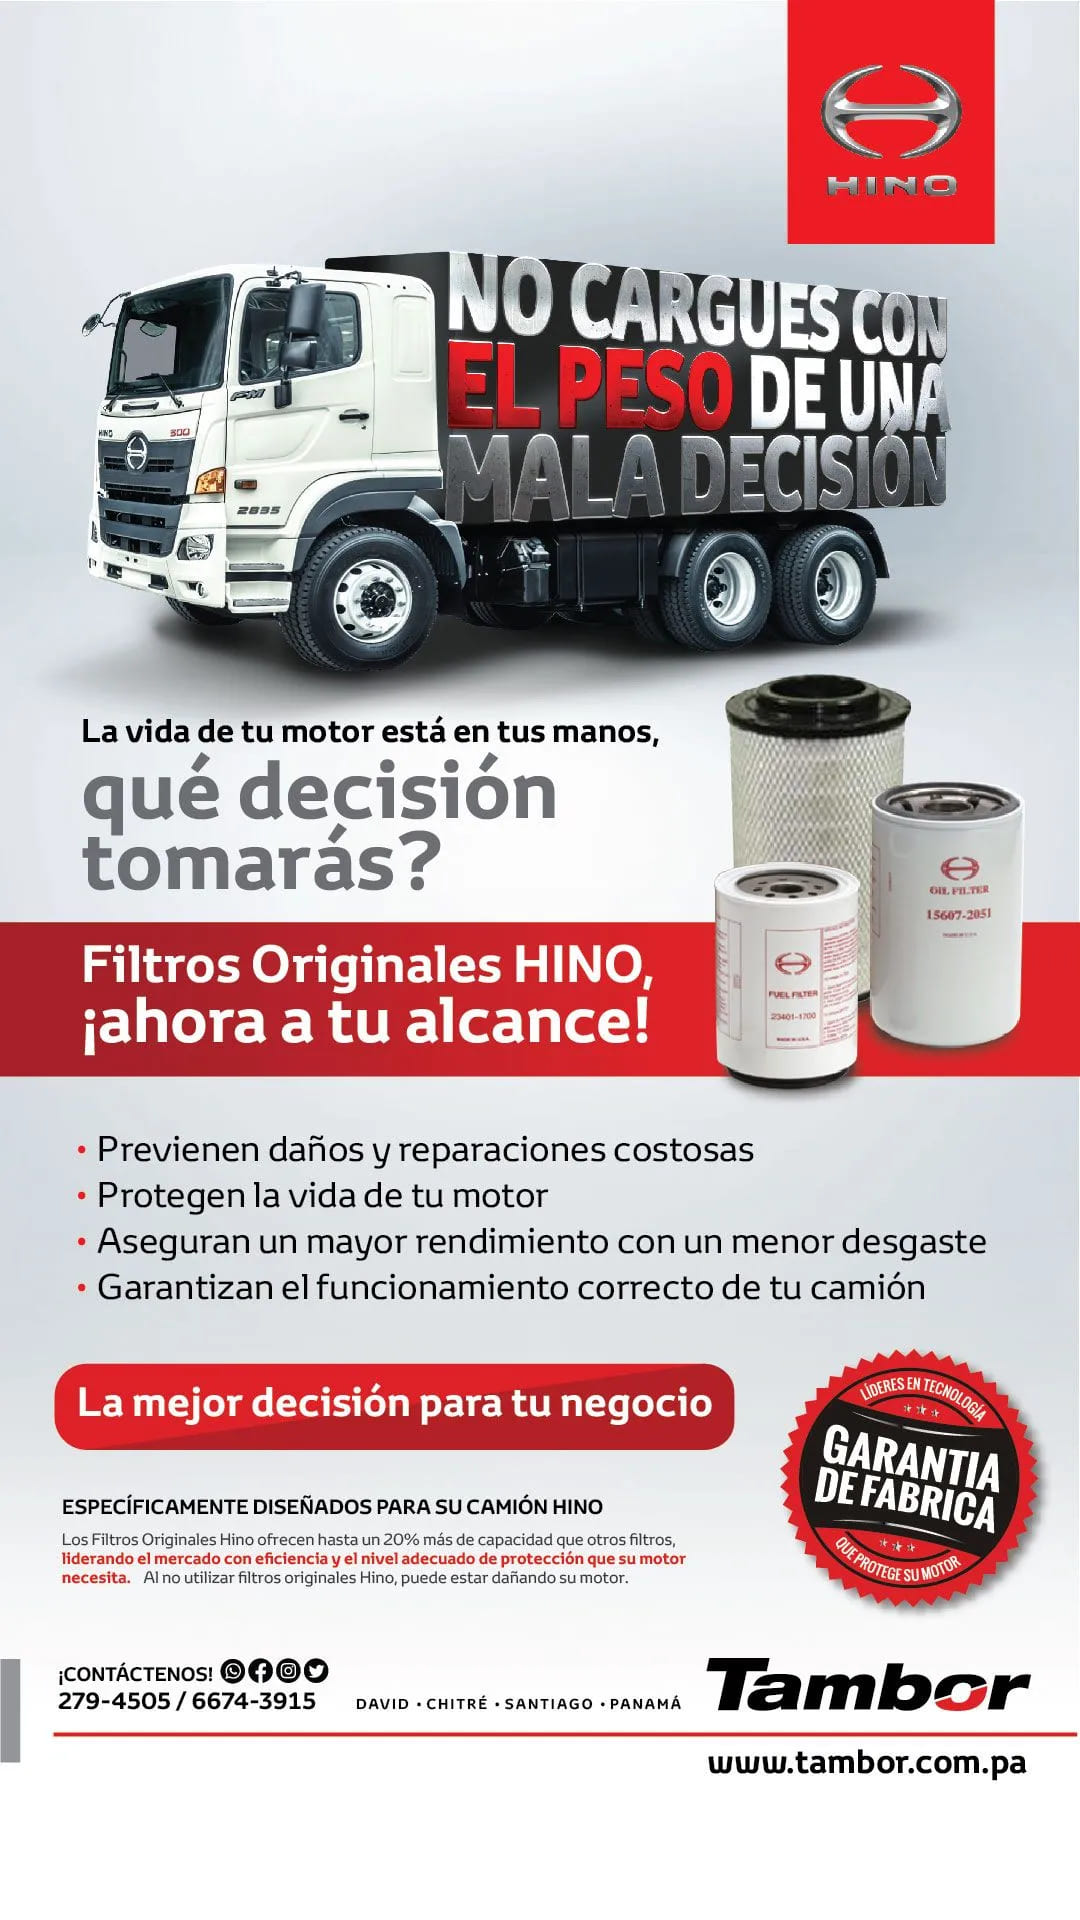 HINO
NO CARGUES CON
EL PESO DE UNA
MALA DECISIÓN
FM
HINO
500
2835
La vida de tu motor está en tus manos,
qué decisión
tomarás?
OIL FILTER
15607-2051
FUEL FILTER
23401-1700
MADE IN U.S.A.
Filtros Originales HINO,
¡ahora a tu alcance!
• Previenen daños y reparaciones costosas
• Protegen la vida de tu motor
• Aseguran un mayor rendimiento con un menor desgaste
• Garantizan el funcionamiento correcto de tu camión
La mejor decisión para tu negocio
LÍDERES EN TECNOLOGÍA
GARANTIA
DE FABRICA
QUE PROTEGE SU MOTOR
ESPECÍFICAMENTE DISEÑADOS PARA SU CAMIÓN HINO
Los Filtros Originales Hino ofrecen hasta un 20% más de capacidad que otros filtros,
liderando el mercado con eficiencia y el nivel adecuado de protección que su motor
necesita. Al no utilizar filtros originales Hino, puede estar dañando su motor.
¡CONTÁCTENOS!
279-4505 / 6674-3915
DAVID • CHITRÉ • SANTIAGO • PANAMÁ
Tambor
www.tambor.com.pa